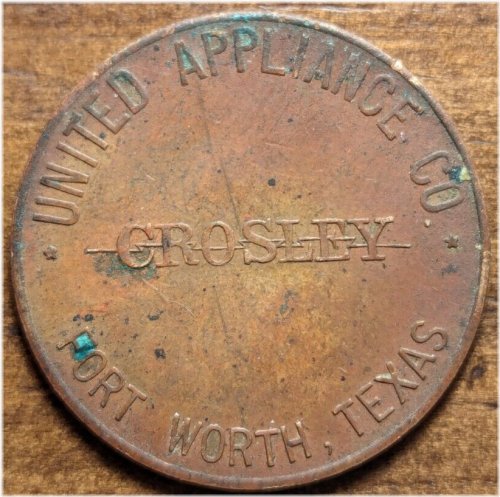 UNITED APPLIANCE CO.
CROSLEY
FORT WORTH, TEXAS